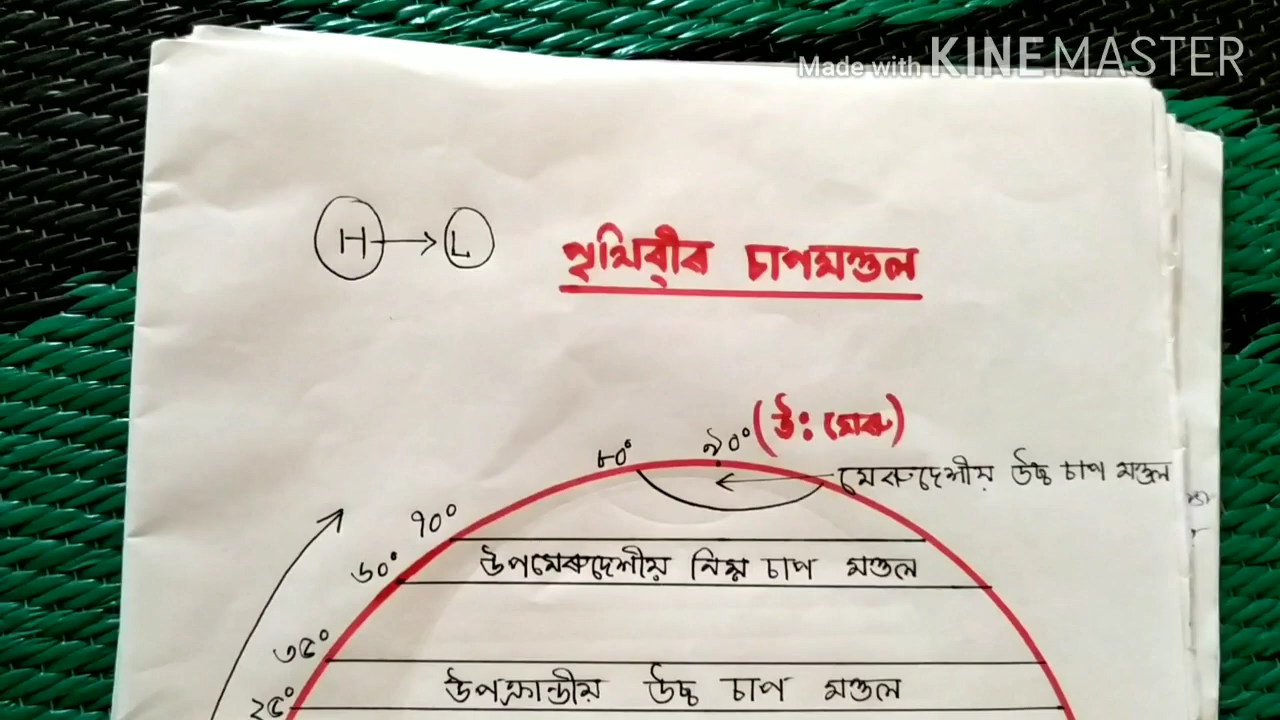 Made with KINEMASTER
H → L
পৃথিৱীৰ চাপমণ্ডল
৯০° (উঃ মেৰু)
৮০°
মেৰুদেশীয় উচ্চ চাপ মণ্ডল
৭০°
উপমেৰুদেশীয় নিম্ন চাপ মণ্ডল
৬০°
৩৫°
উপক্ৰান্তীয় উচ্চ চাপ মণ্ডল
২৫°